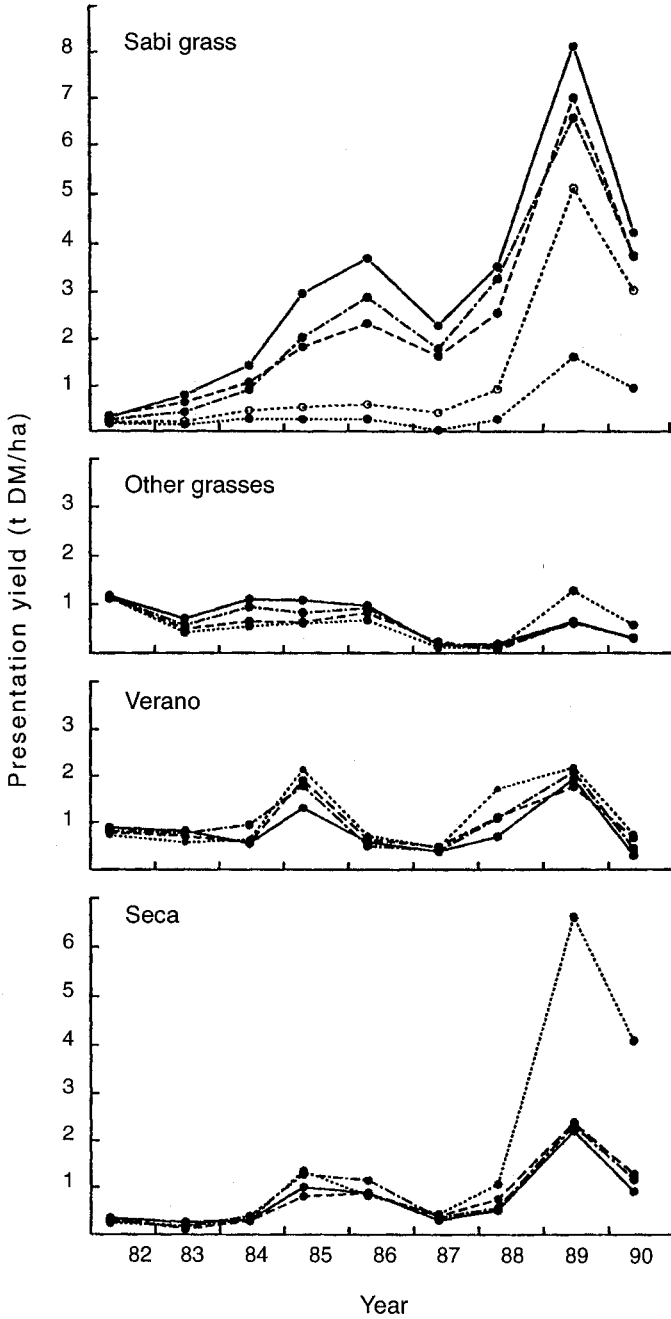 Sabi grass
8
7
6
5
4
3
2
1
Other grasses
3
2
1
Presentation yield (t DM/ha)
Verano
3
2
1
Seca
6
5
4
3
2
1
82 83 84 85 86 87 88 89 90
Year